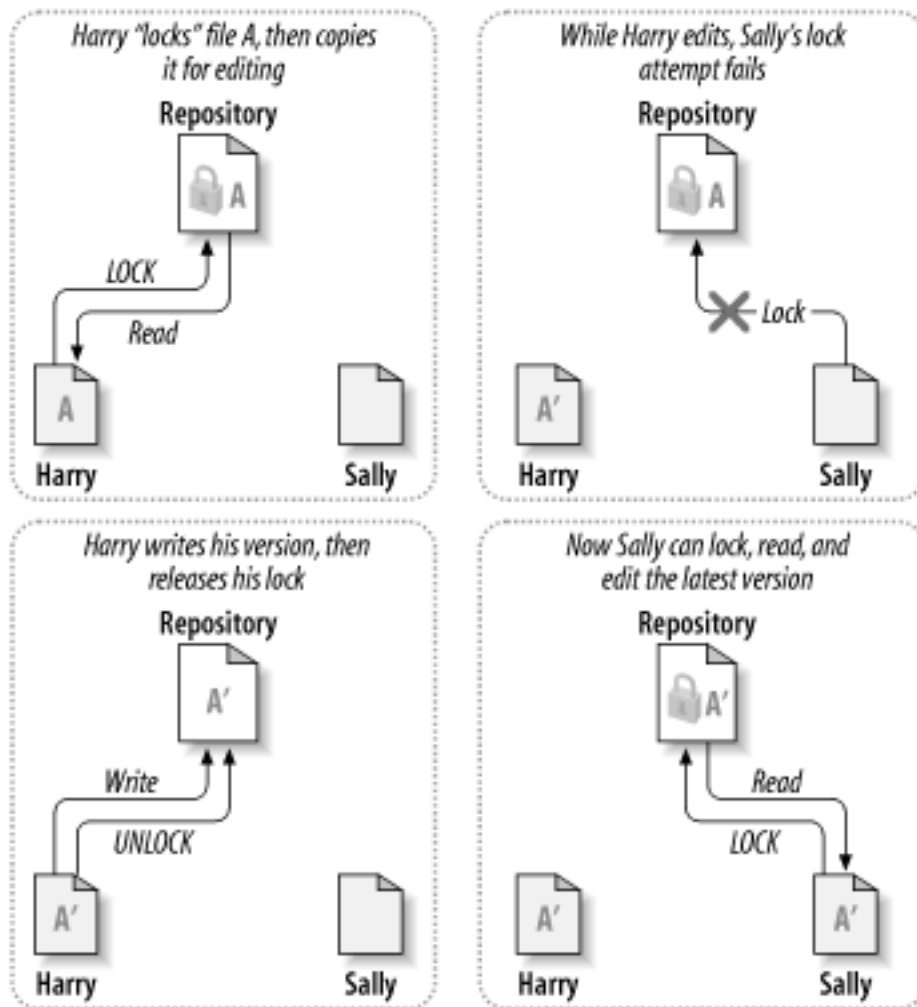 Harry “locks” file A, then copies
it for editing
Repository
A
LOCK
Read
A
Harry
Sally
While Harry edits, Sally’s lock
attempt fails
Repository
A
Lock
A′
Harry
Sally
Harry writes his version, then
releases his lock
Repository
A′
Write
UNLOCK
A′
Harry
Sally
Now Sally can lock, read, and
edit the latest version
Repository
A′
Read
LOCK
A′
A′
Harry
Sally